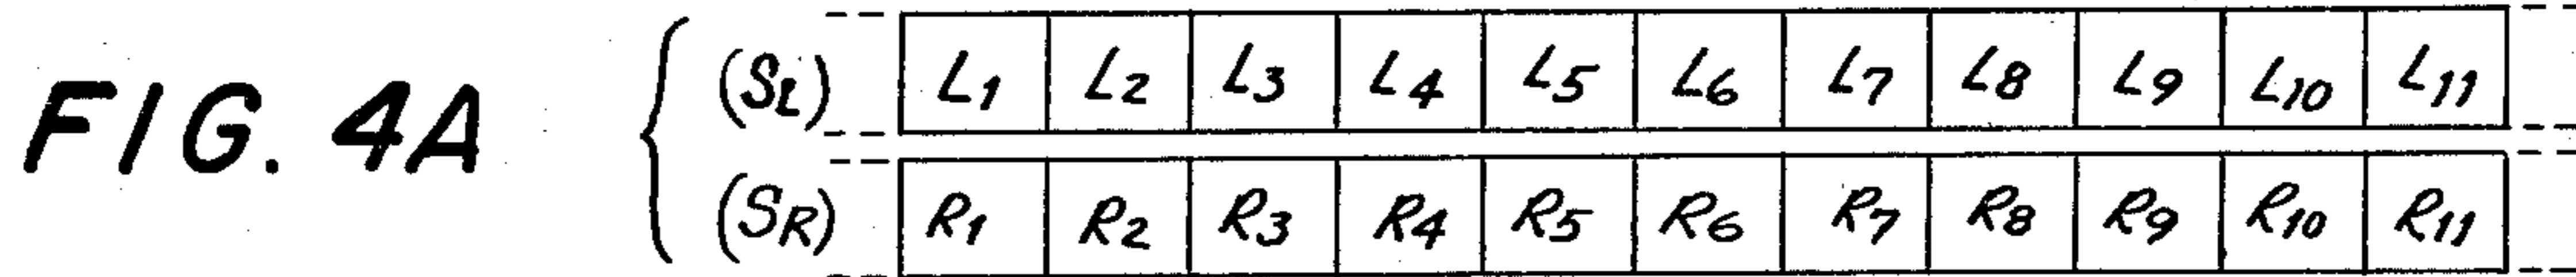 FIG. 4A
(SL) L1 L2 L3 L4 L5 L6 L7 L8 L9 L10 L11
(SR) R1 R2 R3 R4 R5 R6 R7 R8 R9 R10 R11